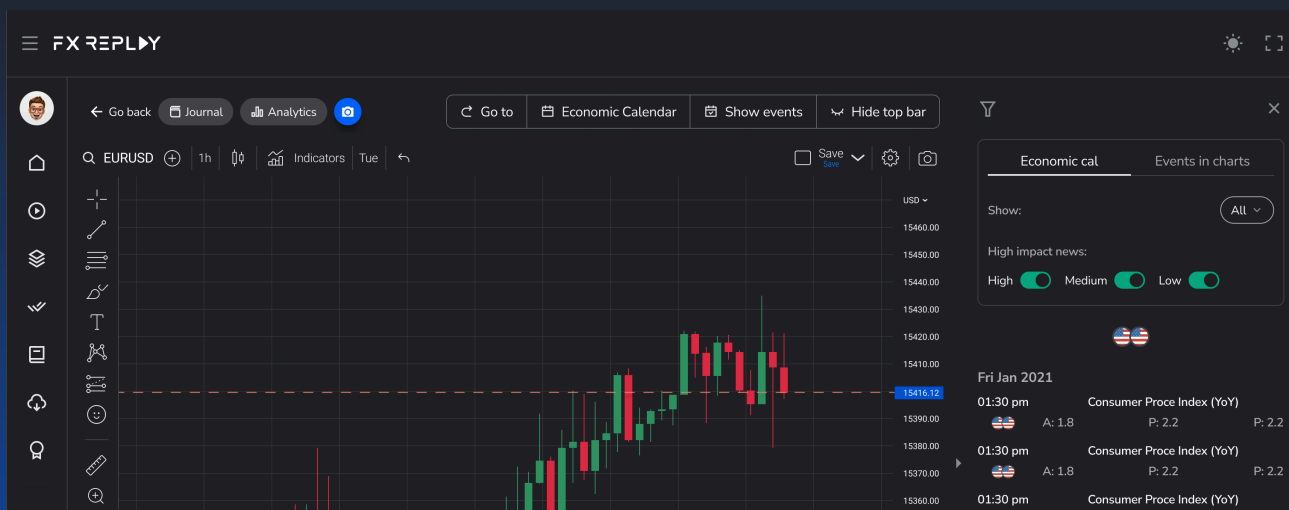 FX REPLAY
Go back Journal Analytics
Go to Economic Calendar Show events Hide top bar
EURUSD 1h Indicators Tue Save
Save
USD
15460.00
15450.00
15440.00
15430.00
15420.00
15410.00
15416.12
15390.00
15380.00
15370.00
15360.00
Economic cal Events in charts
Show: All
High impact news:
High Medium Low
Fri Jan 2021
01:30 pm Consumer Proce Index (YoY)
A: 1.8 P: 2.2 P: 2.2
01:30 pm Consumer Proce Index (YoY)
A: 1.8 P: 2.2 P: 2.2
01:30 pm Consumer Proce Index (YoY)